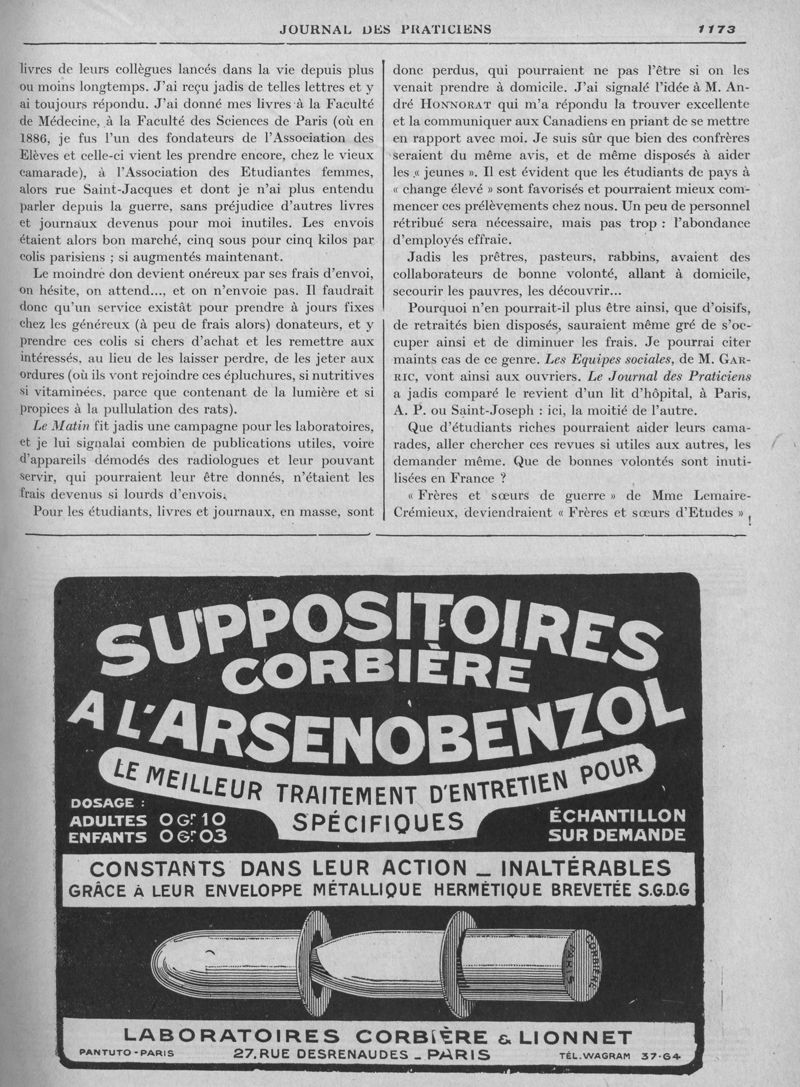 JOURNAL DES PRATICIENS
1173
livres de leurs collègues lancés dans la vie depuis plus
ou moins longtemps. J'ai reçu jadis de telles lettres et y
ai toujours répondu. J'ai donné mes livres à la Faculté
de Médecine, à la Faculté des Sciences de Paris (où en
1886, je fus l'un des fondateurs de l'Association des
Elèves et celle-ci vient les prendre encore, chez le vieux
camarade), à l'Association des Etudiantes femmes,
alors rue Saint-Jacques et dont je n'ai plus entendu
parler depuis la guerre, sans préjudice d'autres livres
et journaux devenus pour moi inutiles. Les envois
étaient alors bon marché, cinq sous pour cinq kilos par
colis parisiens ; si augmentés maintenant.
Le moindre don devient onéreux par ses frais d'envoi,
on hésite, on attend..., et on n'envoie pas. Il faudrait
donc qu'un service existât pour prendre à jours fixes
chez les généreux (à peu de frais alors) donateurs, et y
prendre ces colis si chers d'achat et les remettre aux
intéressés, au lieu de les laisser perdre, de les jeter aux
ordures (où ils vont rejoindre ces épluchures, si nutritives
si vitaminées, parce que contenant de la lumière et si
propices à la pullulation des rats).
Le Matin fit jadis une campagne pour les laboratoires,
et je lui signalai combien de publications utiles, voire
d'appareils démodés des radiologues et leur pouvant
servir, qui pourraient leur être donnés, n'étaient les
frais devenus si lourds d'envois.
Pour les étudiants, livres et journaux, en masse, sont
donc perdus, qui pourraient ne pas l'être si on les
venait prendre à domicile. J'ai signalé l'idée à M. An-
dré HONNORAT qui m'a répondu la trouver excellente
et la communiquer aux Canadiens en priant de se mettre
en rapport avec moi. Je suis sûr que bien des confrères
seraient du même avis, et de même disposés à aider
les « jeunes ». Il est évident que les étudiants de pays à
« change élevé » sont favorisés et pourraient mieux com-
mencer ces prélèvements chez nous. Un peu de personnel
rétribué sera nécessaire, mais pas trop : l'abondance
d'employés effraie.
Jadis les prêtres, pasteurs, rabbins, avaient des
collaborateurs de bonne volonté, allant à domicile,
secourir les pauvres, les découvrir...
Pourquoi n'en pourrait-il plus être ainsi, que d'oisifs,
de retraités bien disposés, sauraient même gré de s'oc-
cuper ainsi et de diminuer les frais. Je pourrai citer
maints cas de ce genre. Les Equipes sociales, de M. GAR-
RIC, vont ainsi aux ouvriers. Le Journal des Praticiens
a jadis comparé le revient d'un lit d'hôpital, à Paris,
A. P. ou Saint-Joseph : ici, la moitié de l'autre.
Que d'étudiants riches pourraient aider leurs cama-
rades, aller chercher ces revues si utiles aux autres, les
demander même. Que de bonnes volontés sont inuti-
lisées en France ?
« Frères et sœurs de guerre » de Mme Lemaire-
Crémieux, deviendraient « Frères et sœurs d'Etudes » !
SUPPOSITOIRES
CORBIÈRE
A L'ARSENOBENZOL
LE MEILLEUR TRAITEMENT D'ENTRETIEN POUR
SPÉCIFIQUES
DOSAGE :
ADULTES 0 Gr 10
ENFANTS 0 Gr 03
ÉCHANTILLON
SUR DEMANDE
CONSTANTS DANS LEUR ACTION _ INALTÉRABLES
GRÂCE A LEUR ENVELOPPE MÉTALLIQUE HERMÉTIQUE BREVETÉE S.G.D.G
CORBIÈRE
PARIS
LABORATOIRES CORBIÈRE & LIONNET
PANTUTO-PARIS
27, RUE DESRENAUDES _ PARIS
TÉL. WAGRAM 37-64